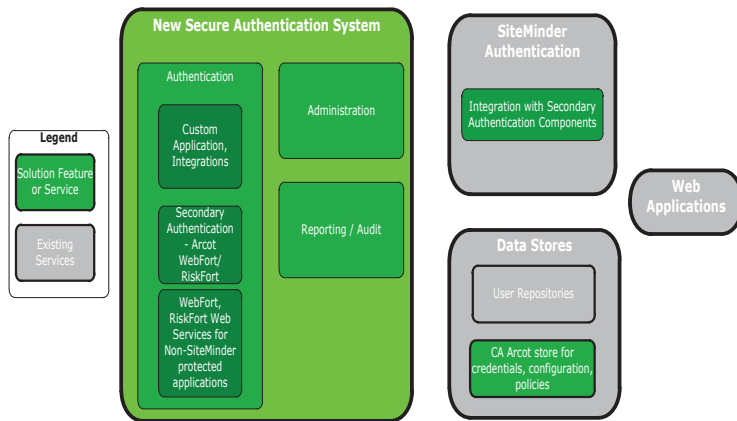 New Secure Authentication System
Authentication
Custom
Application,
Integrations
Secondary
Authentication
- Arcot
WebFort/
RiskFort
WebFort,
RiskFort Web
Services for
Non-SiteMinder
protected
applications
Administration
Reporting / Audit
Legend
Solution Feature
or Service
Existing
Services
SiteMinder
Authentication
Integration with Secondary
Authentication Components
Web
Applications
Data Stores
User Repositories
CA Arcot store for
credentials, configuration,
policies